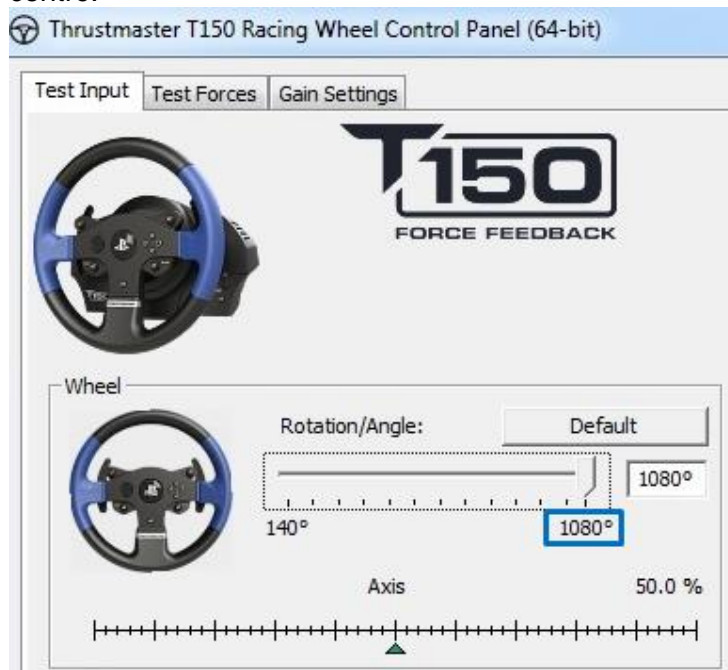 Thrustmaster T150 Racing Wheel Control Panel (64-bit)
Test Input Test Forces Gain Settings
T150
FORCE FEEDBACK
Wheel
Rotation/Angle: Default
1080°
140° 1080°
Axis 50.0 %